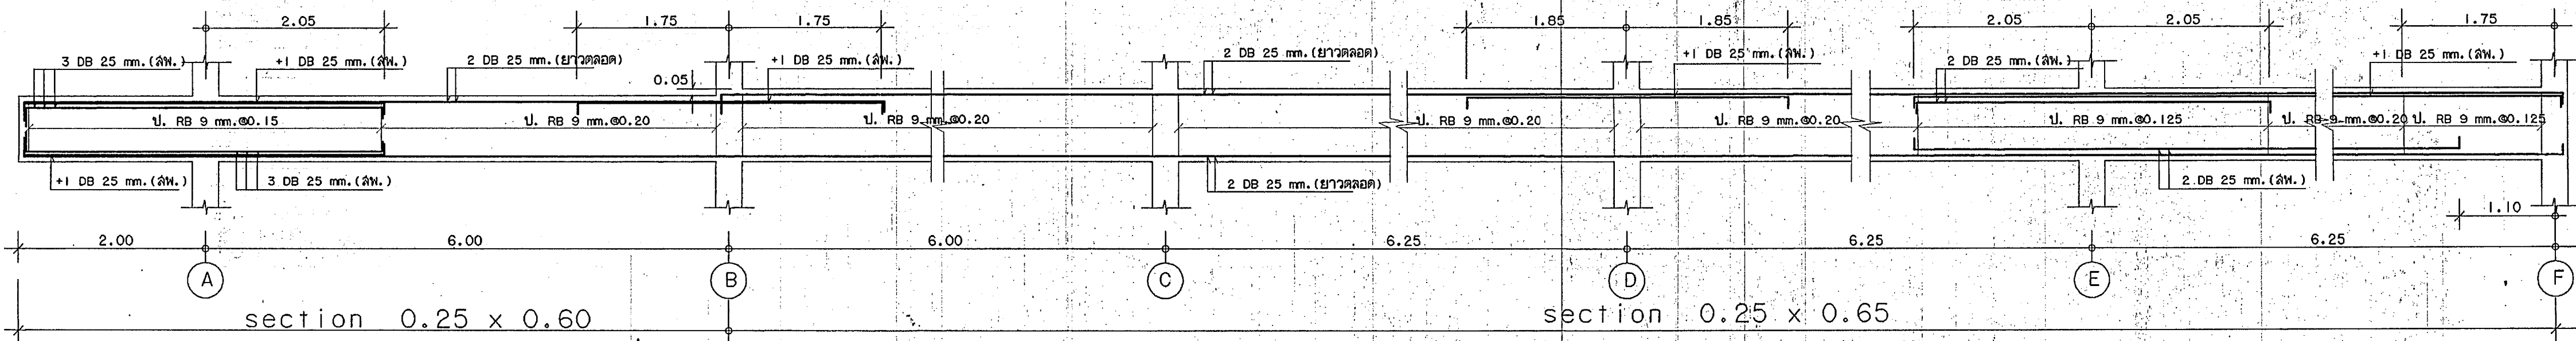 2.05 1.75 1.75 1.85 1.85 2.05 2.05 1.75
3 DB 25 mm.(ลพ.) +1 DB 25 mm.(ลพ.) 2 DB 25 mm.(ยาวตลอด) +1 DB 25 mm.(ลพ.) 2 DB 25 mm.(ยาวตลอด) +1 DB 25 mm.(ลพ.) 2 DB 25 mm.(ลพ.) +1 DB 25 mm.(ลพ.)
0.05
ป. RB 9 mm.@0.15 ป. RB 9 mm.@0.20 ป. RB 9 mm.@0.20 ป. RB 9 mm.@0.20 ป. RB 9 mm.@0.20 ป. RB 9 mm.@0.125 ป. RB 9 mm.@0.20 ป. RB 9 mm.@0.125
+1 DB 25 mm.(ลพ.) 3 DB 25 mm.(ลพ.) 2 DB 25 mm.(ยาวตลอด) 2 DB 25 mm.(ลพ.)
1.10
2.00 6.00 6.00 6.25 6.25 6.25
A B C D E F
section 0.25 x 0.60 section 0.25 x 0.65